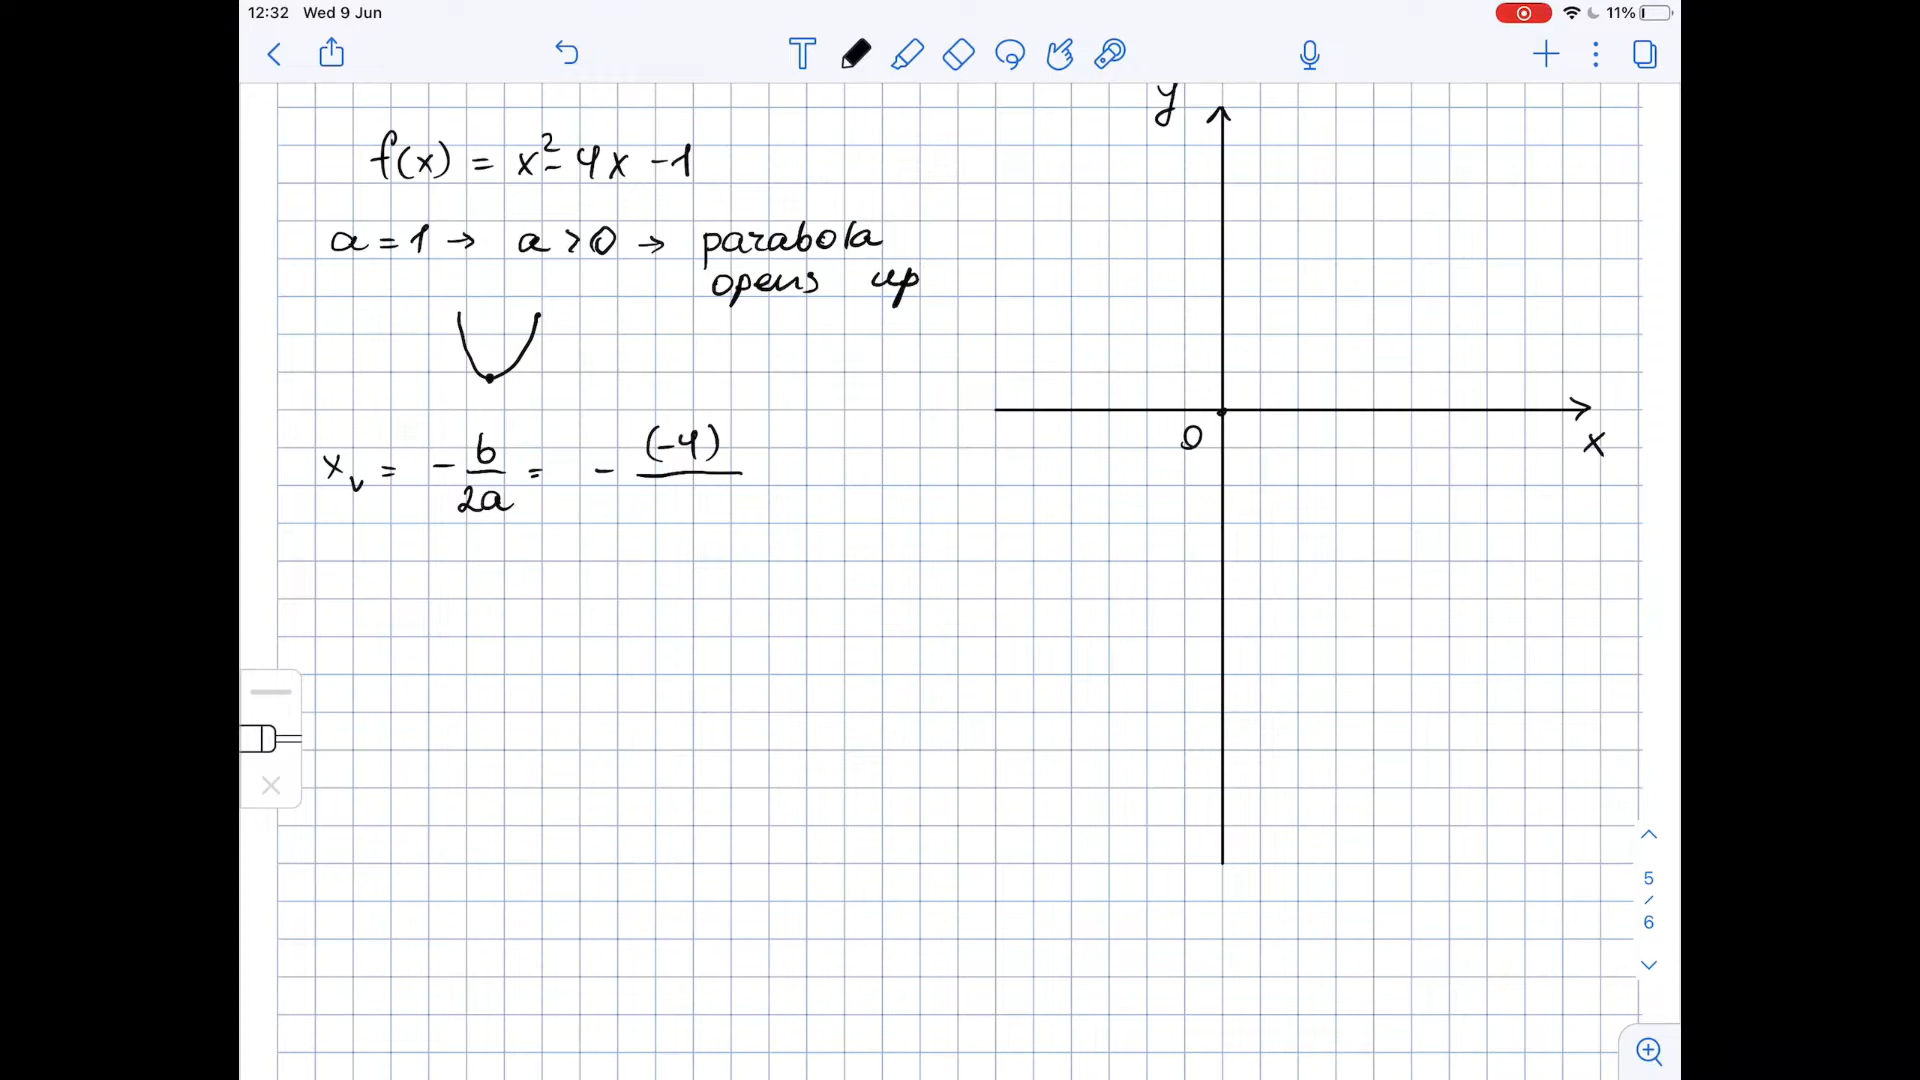 12:32 Wed 9 Jun
11%
T
y
f(x) = x² - 4x - 1
a = 1 → a > 0 → parabola
opens up
0
x
x_v = - b/2a = - (-4)/
5
/
6